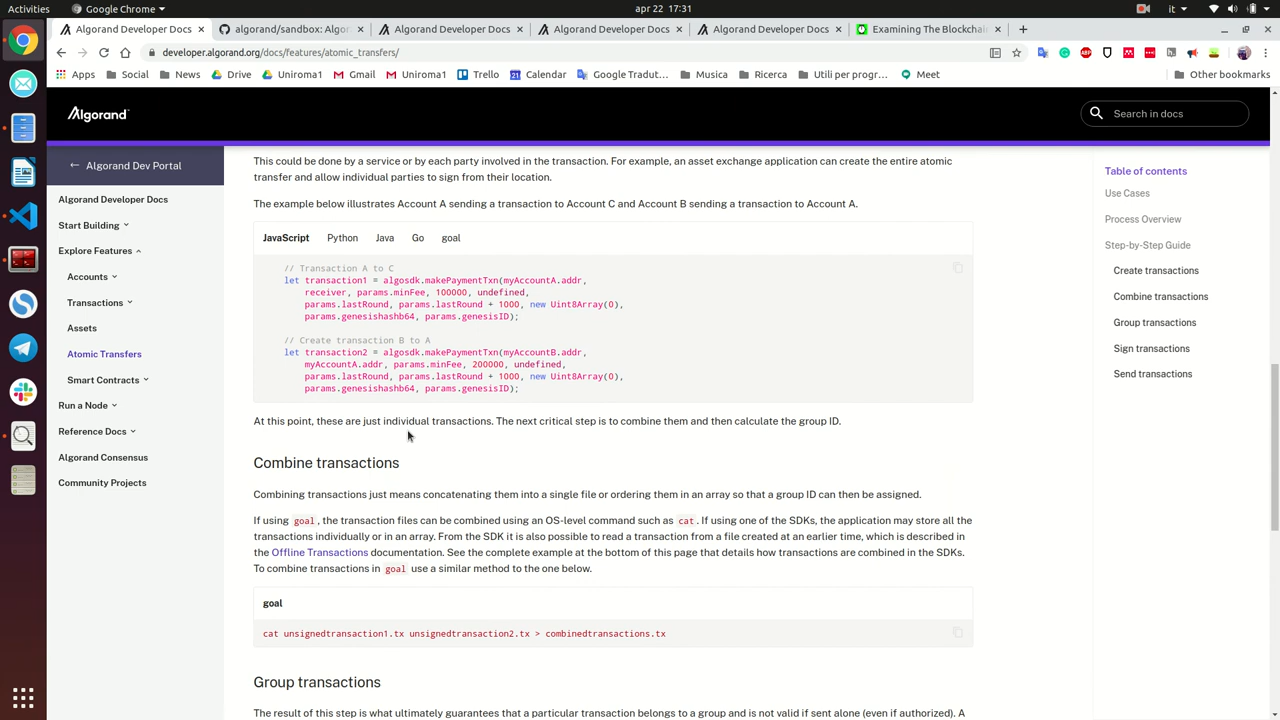 Activities
Google Chrome
apr 22 17:31
it
Algorand Developer Docs
algorand/sandbox: Algor
Algorand Developer Docs
Algorand Developer Docs
Algorand Developer Docs
Examining The Blockchain
developer.algorand.org/docs/features/atomic_transfers/
Apps
Social
News
Drive
Uniroma1
Gmail
Uniroma1
Trello
Calendar
Google Tradut...
Musica
Ricerca
Utili per progr...
Meet
Other bookmarks
Algorand
Search in docs
← Algorand Dev Portal
Algorand Developer Docs
Start Building
Explore Features
Accounts
Transactions
Assets
Atomic Transfers
Smart Contracts
Run a Node
Reference Docs
Algorand Consensus
Community Projects
This could be done by a service or by each party involved in the transaction. For example, an asset exchange application can create the entire atomic
transfer and allow individual parties to sign from their location.
The example below illustrates Account A sending a transaction to Account C and Account B sending a transaction to Account A.
JavaScript Python Java Go goal
// Transaction A to C
let transaction1 = algosdk.makePaymentTxn(myAccountA.addr,
receiver, params.minFee, 100000, undefined,
params.lastRound, params.lastRound + 1000, new Uint8Array(0),
params.genesishashb64, params.genesisID);
// Create transaction B to A
let transaction2 = algosdk.makePaymentTxn(myAccountB.addr,
myAccountA.addr, params.minFee, 200000, undefined,
params.lastRound, params.lastRound + 1000, new Uint8Array(0),
params.genesishashb64, params.genesisID);
At this point, these are just individual transactions. The next critical step is to combine them and then calculate the group ID.
Combine transactions
Combining transactions just means concatenating them into a single file or ordering them in an array so that a group ID can then be assigned.
If using goal, the transaction files can be combined using an OS-level command such as cat. If using one of the SDKs, the application may store all the
transactions individually or in an array. From the SDK it is also possible to read a transaction from a file created at an earlier time, which is described in
the Offline Transactions documentation. See the complete example at the bottom of this page that details how transactions are combined in the SDKs.
To combine transactions in goal use a similar method to the one below.
goal
cat unsignedtransaction1.tx unsignedtransaction2.tx > combinedtransactions.tx
Group transactions
The result of this step is what ultimately guarantees that a particular transaction belongs to a group and is not valid if sent alone (even if authorized). A
Table of contents
Use Cases
Process Overview
Step-by-Step Guide
Create transactions
Combine transactions
Group transactions
Sign transactions
Send transactions